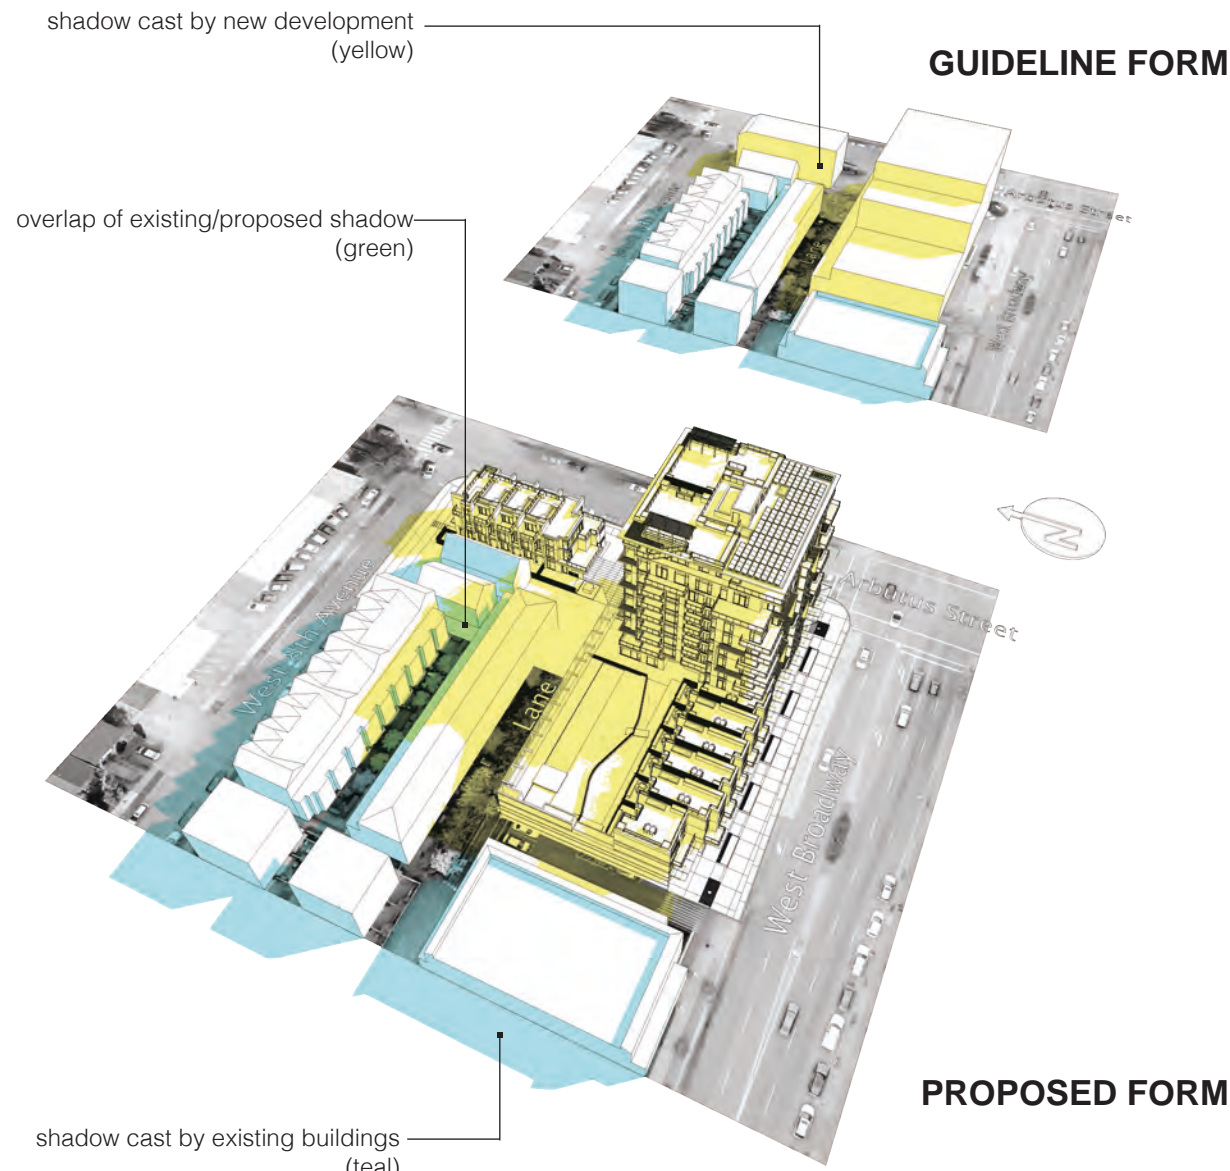 shadow cast by new development
(yellow)
GUIDELINE FORM
overlap of existing/proposed shadow
(green)
Arbutus Street
Lane
West Broadway
N
West 8th Avenue
Arbutus Street
Lane
West Broadway
PROPOSED FORM
shadow cast by existing buildings
(teal)